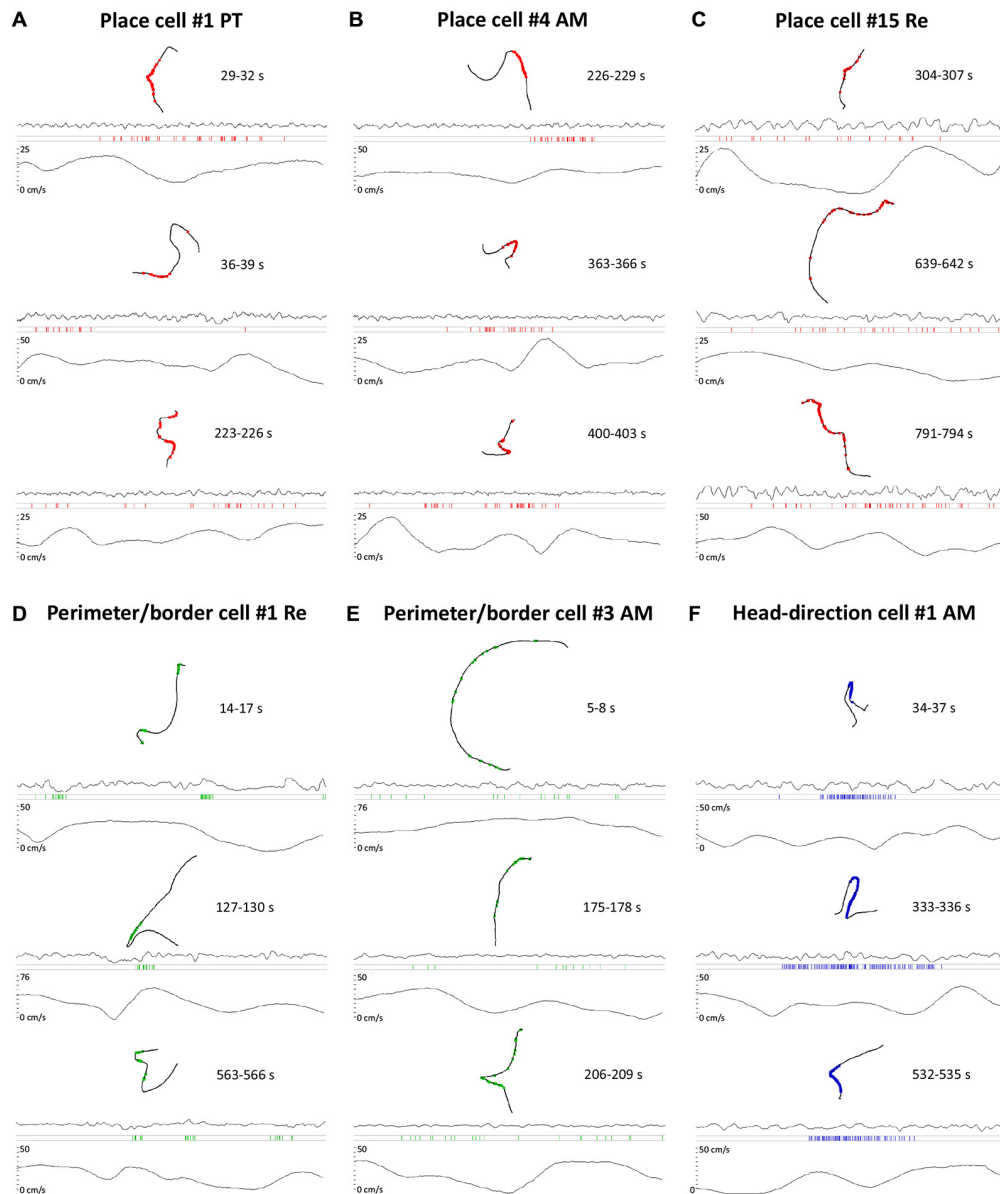 A Place cell #1 PT
29-32 s
25
0 cm/s
36-39 s
50
0 cm/s
223-226 s
25
0 cm/s
B Place cell #4 AM
226-229 s
50
0 cm/s
363-366 s
25
0 cm/s
400-403 s
25
0 cm/s
C Place cell #15 Re
304-307 s
25
0 cm/s
639-642 s
25
0 cm/s
791-794 s
50
0 cm/s
D Perimeter/border cell #1 Re
14-17 s
50
0 cm/s
127-130 s
76
0 cm/s
563-566 s
50
0 cm/s
E Perimeter/border cell #3 AM
5-8 s
76
0 cm/s
175-178 s
50
0 cm/s
206-209 s
50
0 cm/s
F Head-direction cell #1 AM
34-37 s
50 cm/s
0
333-336 s
50
0 cm/s
532-535 s
50 cm/s
0